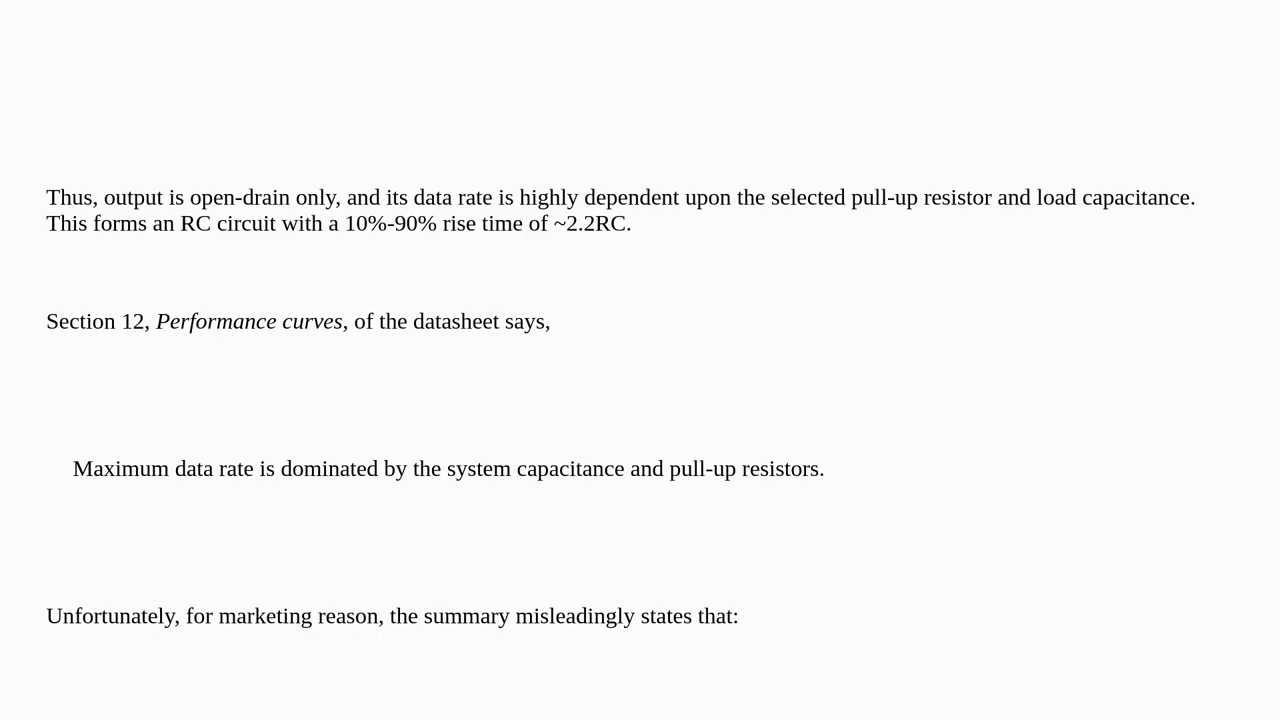 Thus, output is open-drain only, and its data rate is highly dependent upon the selected pull-up resistor and load capacitance.
This forms an RC circuit with a 10%-90% rise time of ~2.2RC.
Section 12, Performance curves, of the datasheet says,
Maximum data rate is dominated by the system capacitance and pull-up resistors.
Unfortunately, for marketing reason, the summary misleadingly states that: